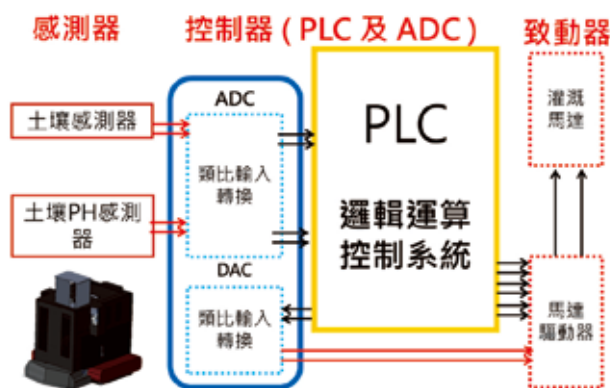 感測器
控制器 ( PLC 及 ADC )
致動器
土壤感測器
土壤PH感測
器
ADC
類比輸入
轉換
DAC
類比輸入
轉換
PLC
邏輯運算
控制系統
灌溉
馬達
馬達
驅動器